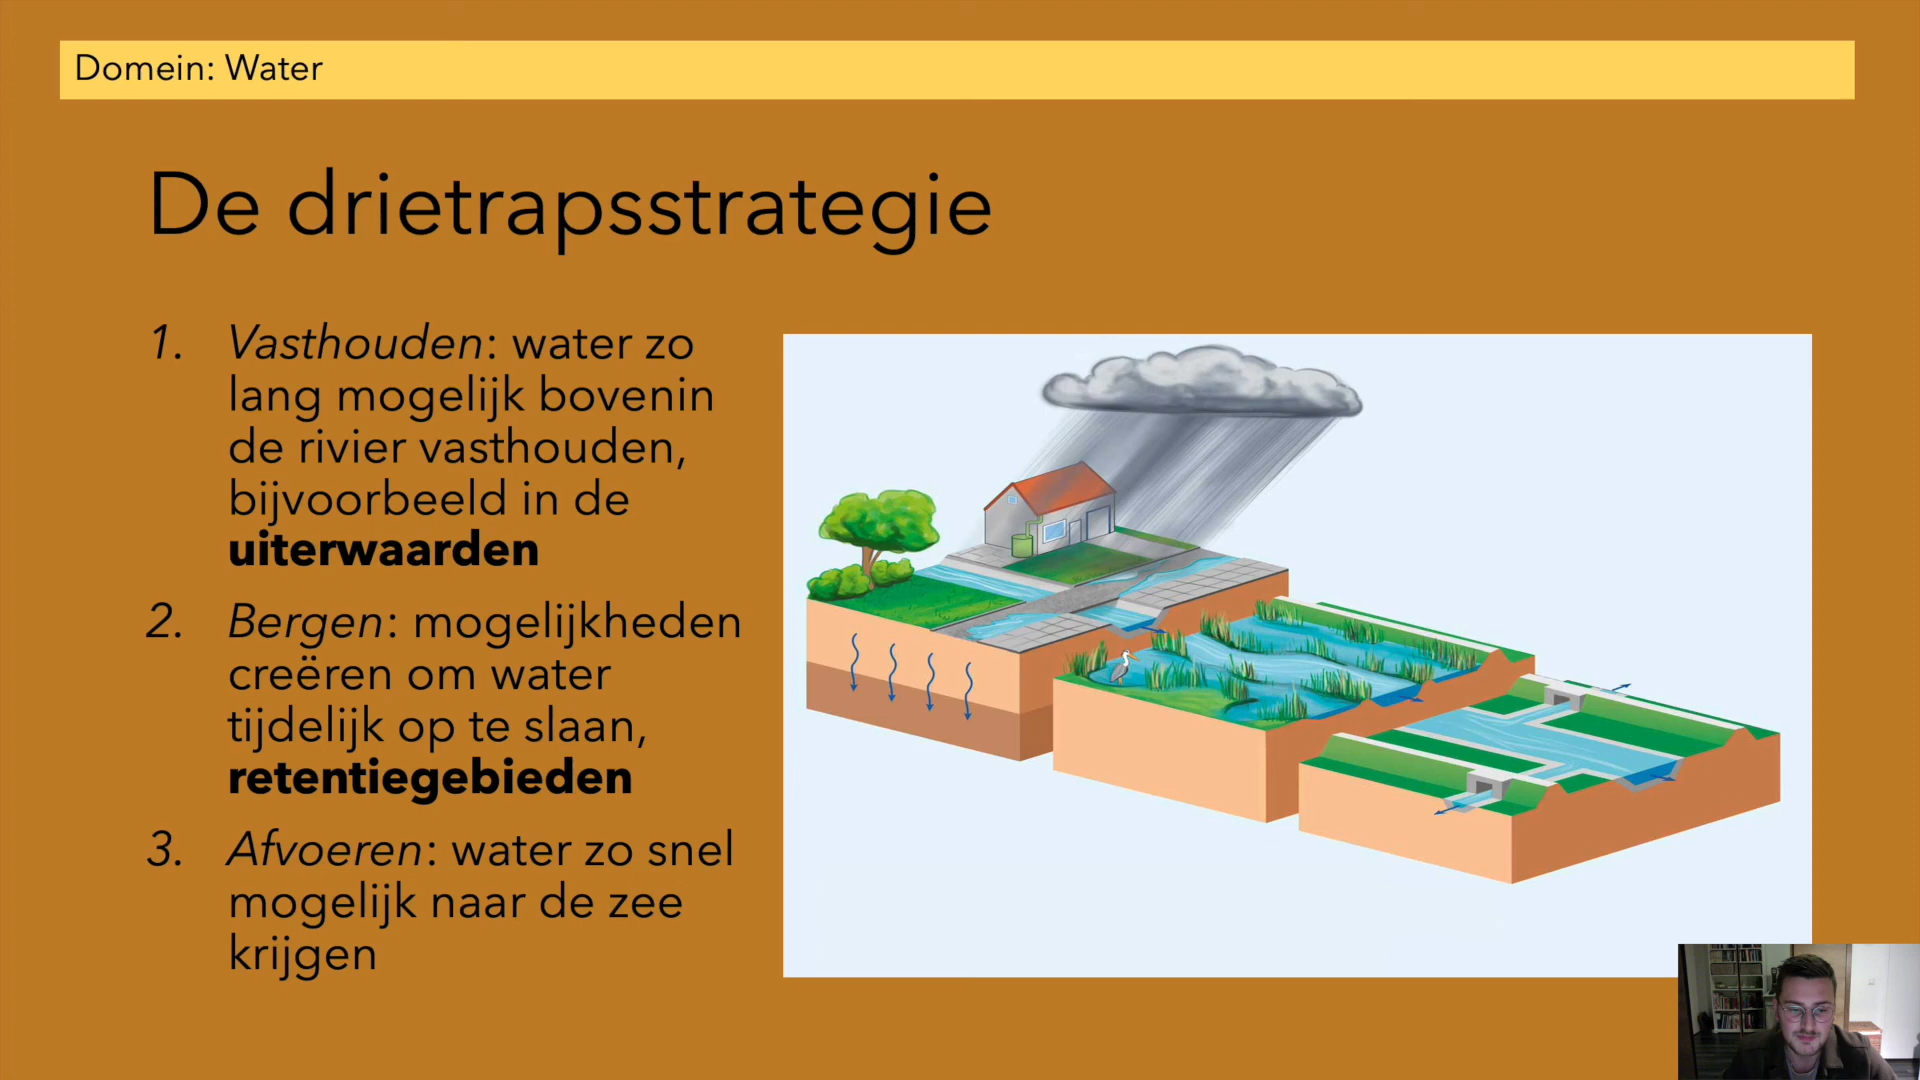 Domein: Water
De drietrapsstrategie
1. Vasthouden: water zo
lang mogelijk bovenin
de rivier vasthouden,
bijvoorbeeld in de
uiterwaarden
2. Bergen: mogelijkheden
creëren om water
tijdelijk op te slaan,
retentiegebieden
3. Afvoeren: water zo snel
mogelijk naar de zee
krijgen